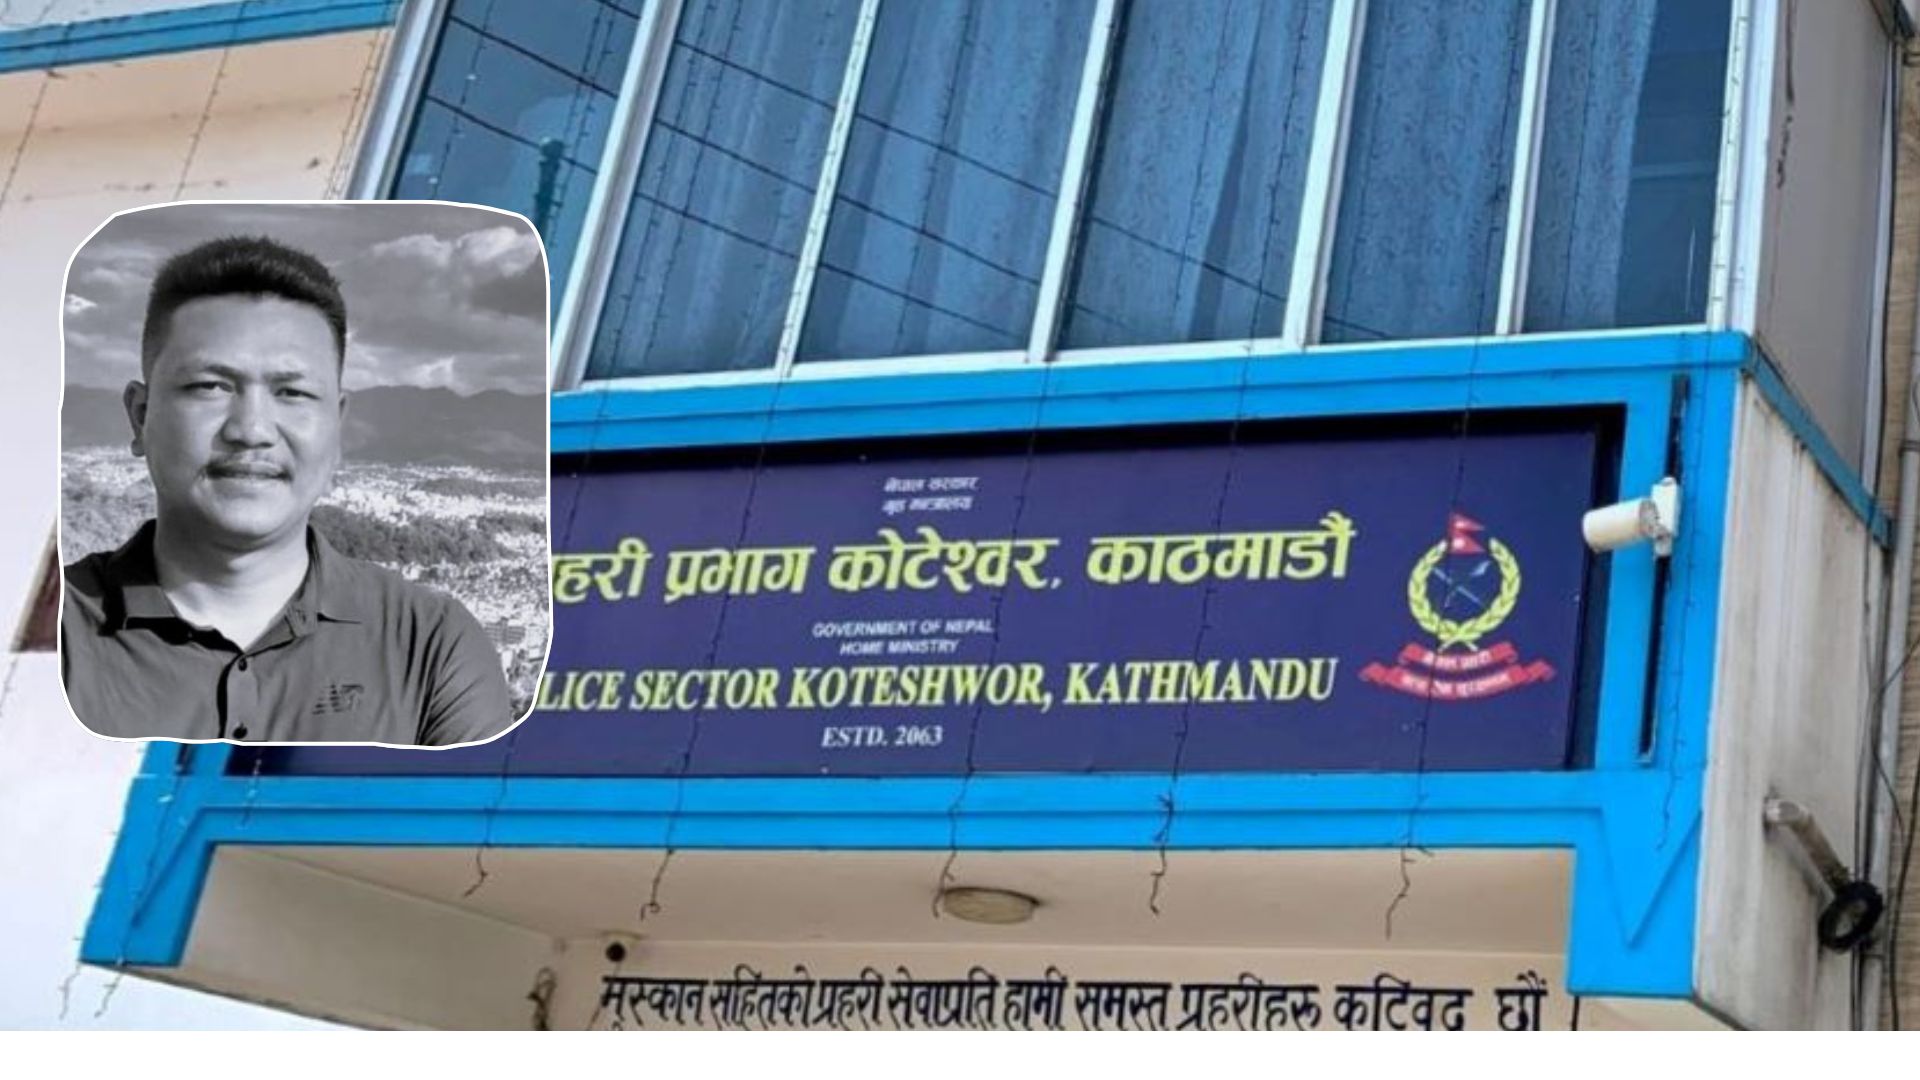 नेपाल सरकार
गृह मन्त्रालय
हरी प्रभाग कोटेश्वर, काठमाडौं
GOVERNMENT OF NEPAL
HOME MINISTRY
LICE SECTOR KOTESHWOR, KATHMANDU
ESTD. 2063
मुस्कान सहितको प्रहरी सेवाप्रति हामी समस्त प्रहरीहरू कटिवद्ध छौं